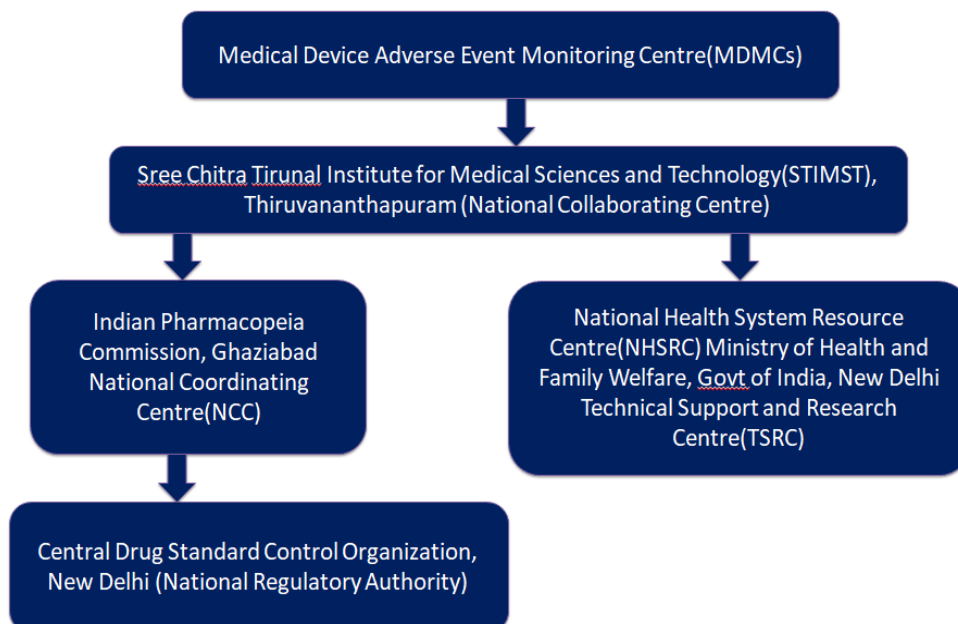 Medical Device Adverse Event Monitoring Centre(MDMCs)
Sree Chitra Tirunal Institute for Medical Sciences and Technology(STIMST),
Thiruvananthapuram (National Collaborating Centre)
Indian Pharmacopeia
Commission, Ghaziabad
National Coordinating
Centre(NCC)
National Health System Resource
Centre(NHSRC) Ministry of Health and
Family Welfare, Govt of India, New Delhi
Technical Support and Research
Centre(TSRC)
Central Drug Standard Control Organization,
New Delhi (National Regulatory Authority)